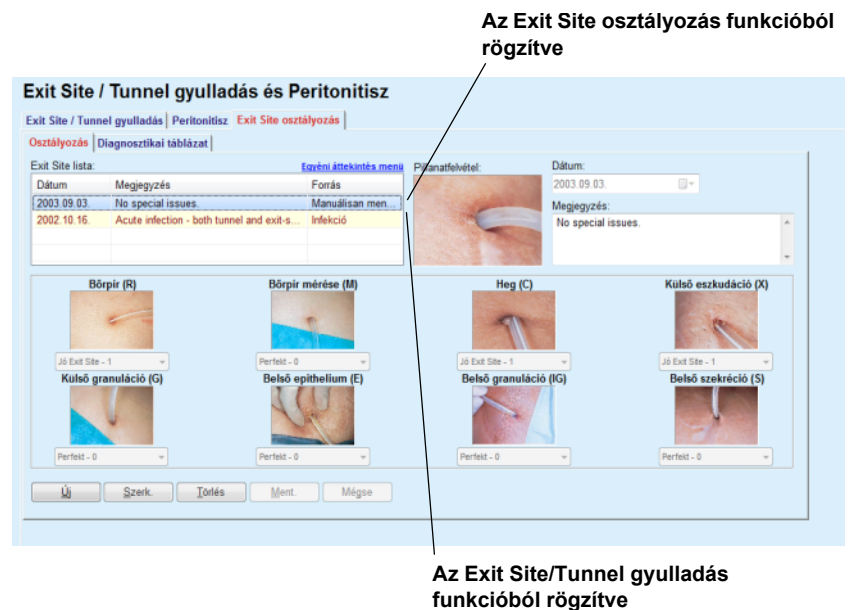 Az Exit Site osztályozás funkcióból
rögzítve
Exit Site / Tunnel gyulladás és Peritonitisz
Exit Site / Tunnel gyulladás Peritonitisz Exit Site osztályozás
Osztályozás Diagnosztikai táblázat
Exit Site lista: Egyéni áttekintés menü Pillanatfelvétel: Dátum:
Dátum Megjegyzés Forrás 2003.09.03.
2003.09.03. No special issues. Manuálisan men... Megjegyzés:
2002.10.16. Acute infection - both tunnel and exit-s... Infekció No special issues.
Bőrpír (R) Bőrpír mérése (M) Heg (C) Külső eszkudáció (X)
Jó Exit Site - 1 Perfekt - 0 Jó Exit Site - 1 Jó Exit Site - 1
Külső granuláció (G) Belső epithelium (E) Belső granuláció (IG) Belső szekréció (S)
Perfekt - 0 Perfekt - 0 Perfekt - 0 Perfekt - 0
Új Szerk. Törlés Ment. Mégse
Az Exit Site/Tunnel gyulladás
funkcióból rögzítve